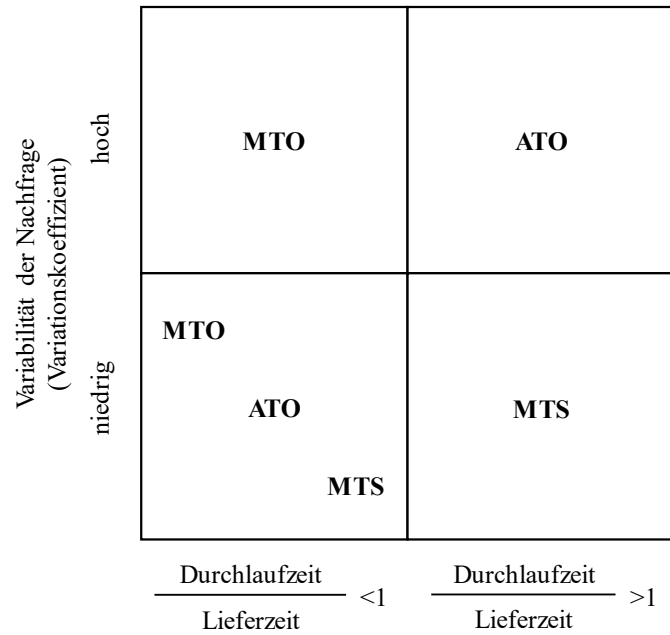 Variabilität der Nachfrage
(Variationskoeffizient)
hoch
niedrig
MTO
ATO
MTO
ATO
MTS
MTS
Durchlaufzeit
Lieferzeit
<1
Durchlaufzeit
Lieferzeit
>1